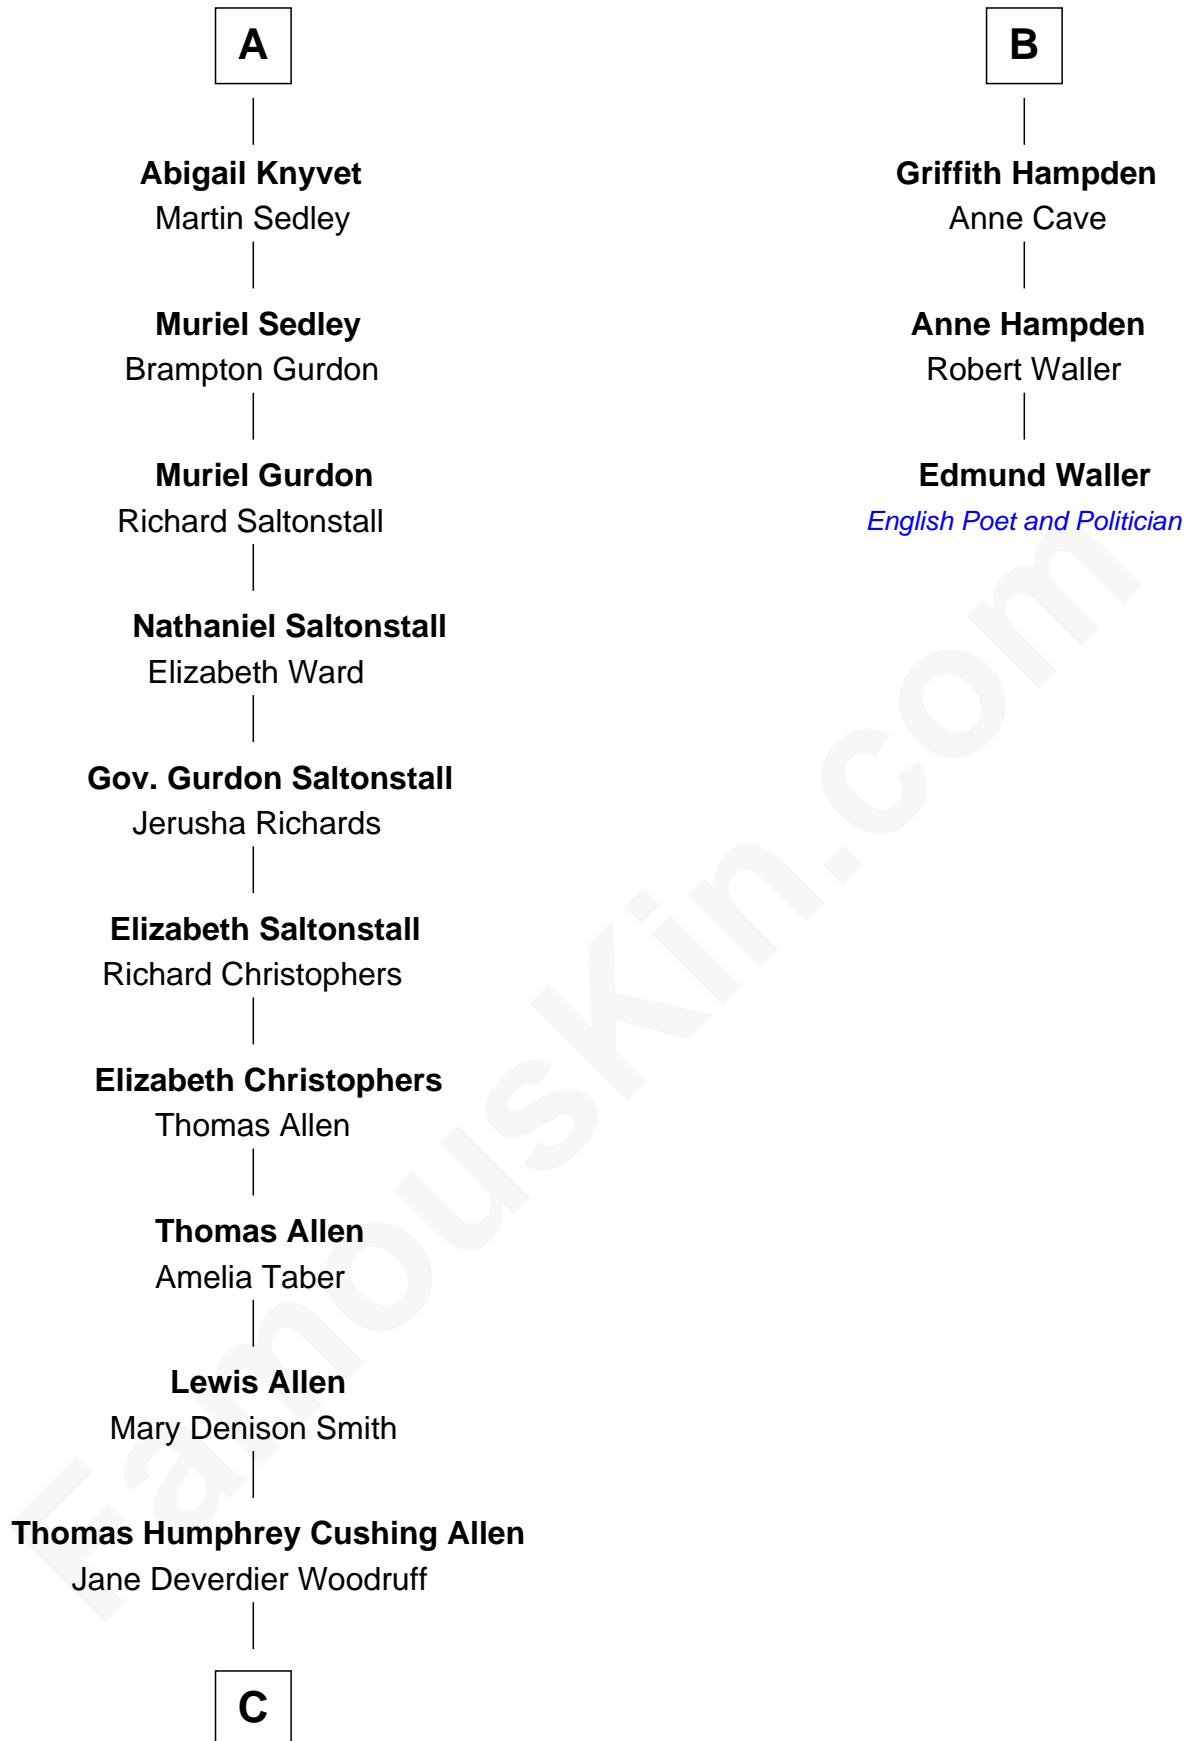 A
Abigail Knyvet
Martin Sedley
Muriel Sedley
Brampton Gurdon
Muriel Gurdon
Richard Saltonstall
Nathaniel Saltonstall
Elizabeth Ward
Gov. Gurdon Saltonstall
Jerusha Richards
Elizabeth Saltonstall
Richard Christophers
Elizabeth Christophers
Thomas Allen
Thomas Allen
Amelia Taber
Lewis Allen
Mary Denison Smith
Thomas Humphrey Cushing Allen
Jane Deverdier Woodruff
C
B
Griffith Hampden
Anne Cave
Anne Hampden
Robert Waller
Edmund Waller
English Poet and Politician
FamousKin.com